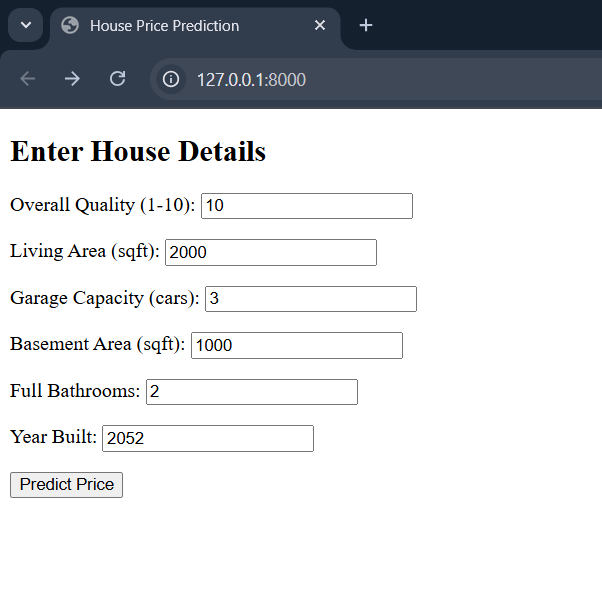 House Price Prediction
127.0.0.1:8000
Enter House Details
Overall Quality (1-10): 10
Living Area (sqft): 2000
Garage Capacity (cars): 3
Basement Area (sqft): 1000
Full Bathrooms: 2
Year Built: 2052
Predict Price